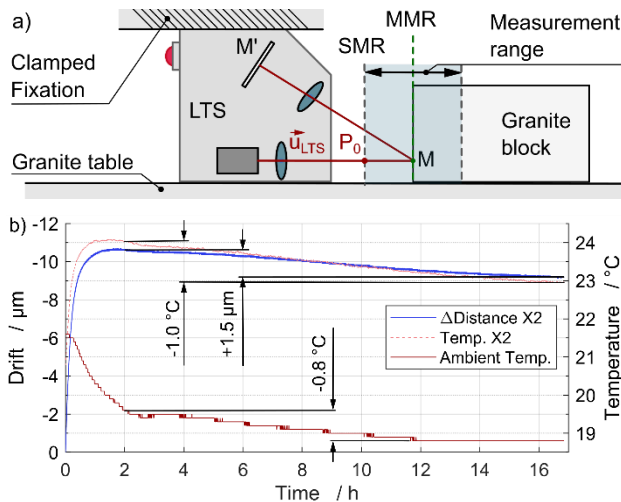 a)
Clamped
Fixation
Granite table
LTS
M'
u⃗LTS
P0
M
SMR
MMR
Measurement
range
Granite
block
b)
Drift / µm
-12
-10
-8
-6
-4
-2
0
-1.0 °C
+1.5 µm
-0.8 °C
ΔDistance X2
Temp. X2
Ambient Temp.
24
23
22
21
20
19
Temperature / °C
0 2 4 6 8 10 12 14 16
Time / h